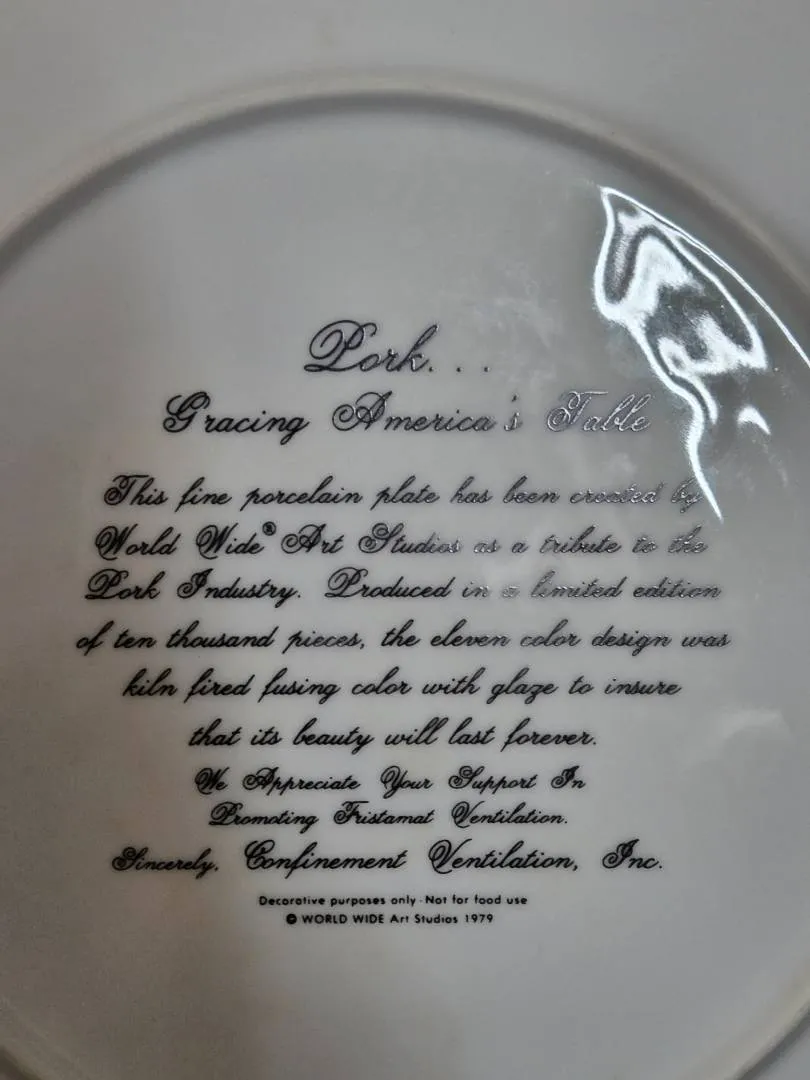 Pork. . .
Gracing America's Table
This fine porcelain plate has been created by
World Wide® Art Studios as a tribute to the
Pork Industry. Produced in a limited edition
of ten thousand pieces, the eleven color design was
kiln fired fusing color with glaze to insure
that its beauty will last forever.
We Appreciate Your Support In
Promoting Fristamat Ventilation.
Sincerely, Confinement Ventilation, Inc.
Decorative purposes only · Not for food use
© WORLD WIDE Art Studios 1979